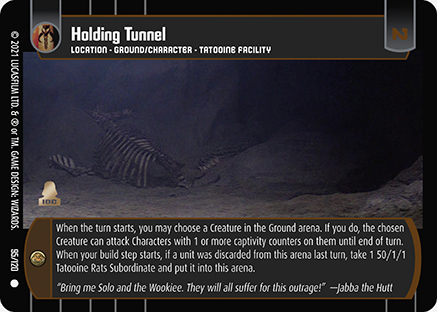 Holding Tunnel
LOCATION - GROUND/CHARACTER - TATOOINE FACILITY
When the turn starts, you may choose a Creature in the Ground arena. If you do, the chosen
Creature can attack Characters with 1 or more captivity counters on them until end of turn.
When your build step starts, if a unit was discarded from this arena last turn, take 1 50/1/1
Tatooine Rats Subordinate and put it into this arena.
"Bring me Solo and the Wookiee. They will all suffer for this outrage!" —Jabba the Hutt
© 2021 LUCASFILM LTD. & ® OR TM. GAME DESIGN: WIZARDS.
95/120